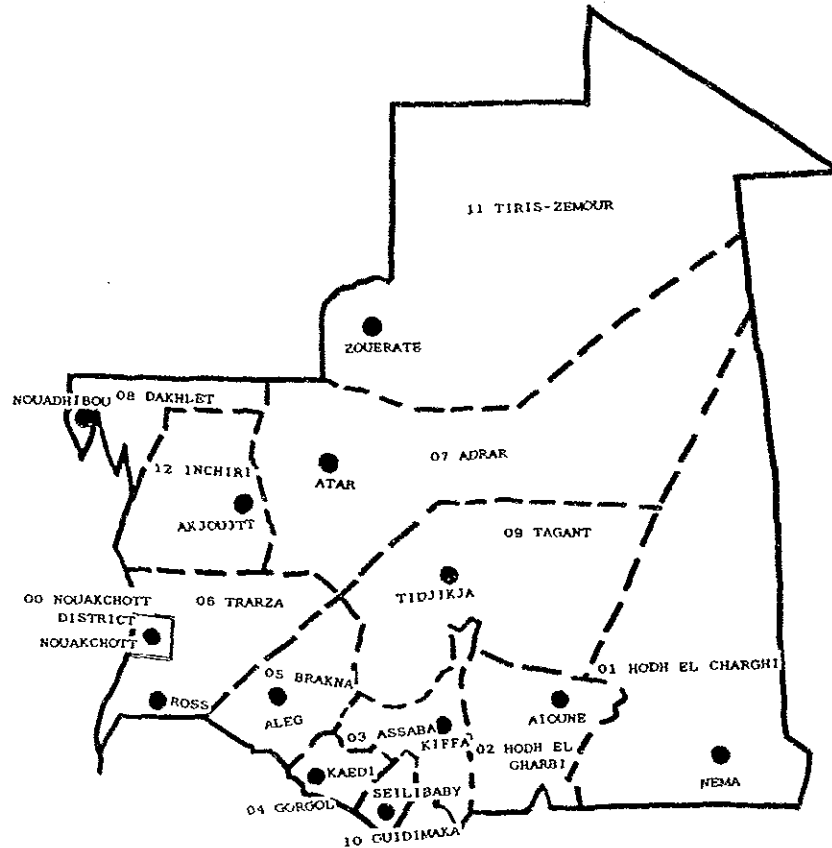 11 TIRIS-ZEMOUR
ZOUERATE
NOUADHIBOU
08 DAKHLET
07 ADRAR
12 INCHIRI
ATAR
AKJOUJTT
09 TAGANT
TIDJIKJA
00 NOUAKCHOTT
DISTRICT
NOUAKCHOTT
06 TRARZA
01 HODH EL CHARGHI
05 BRAKNA
ROSS
ALEG
AIOUNE
03 ASSABA
KIFFA
02 HODH EL
GHARBI
KAEDI
NEMA
SEILIBABY
04 GORGOL
10 GUIDIMAKA